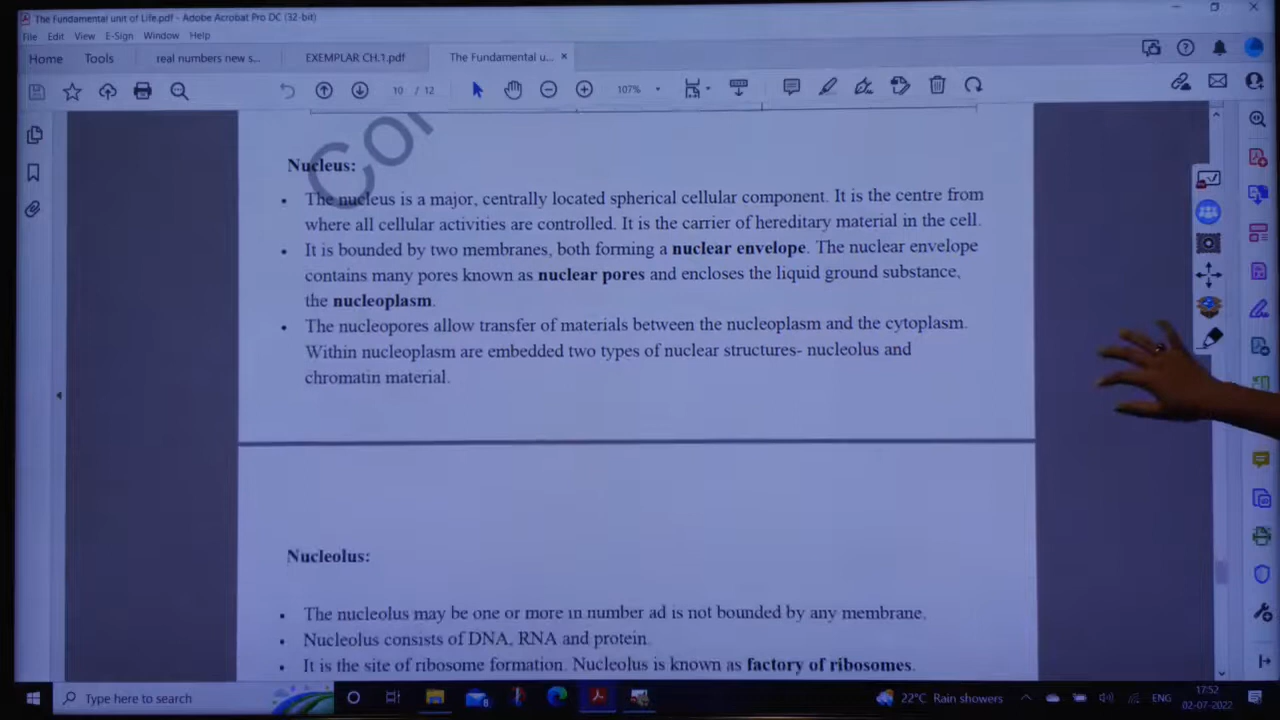 The Fundamental unit of Life.pdf - Adobe Acrobat Pro DC (32-bit)
File Edit View E-Sign Window Help
Home Tools real numbers new s... EXEMPLAR CH.1.pdf The Fundamental u... ×
10 / 12 107%
Con
Nucleus:
• The nucleus is a major, centrally located spherical cellular component. It is the centre from
where all cellular activities are controlled. It is the carrier of hereditary material in the cell.
• It is bounded by two membranes, both forming a nuclear envelope. The nuclear envelope
contains many pores known as nuclear pores and encloses the liquid ground substance,
the nucleoplasm.
• The nucleopores allow transfer of materials between the nucleoplasm and the cytoplasm.
Within nucleoplasm are embedded two types of nuclear structures- nucleolus and
chromatin material.
Nucleolus:
• The nucleolus may be one or more in number ad is not bounded by any membrane.
• Nucleolus consists of DNA, RNA and protein.
• It is the site of ribosome formation. Nucleolus is known as factory of ribosomes.
Type here to search
22°C Rain showers
ENG
17:52
02-07-2022